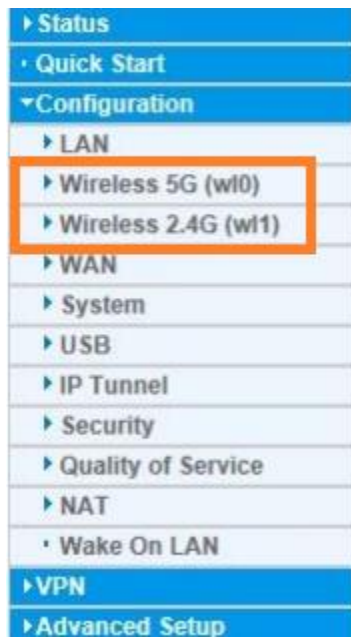 Status
Quick Start
Configuration
LAN
Wireless 5G (wl0)
Wireless 2.4G (wl1)
WAN
System
USB
IP Tunnel
Security
Quality of Service
NAT
Wake On LAN
VPN
Advanced Setup